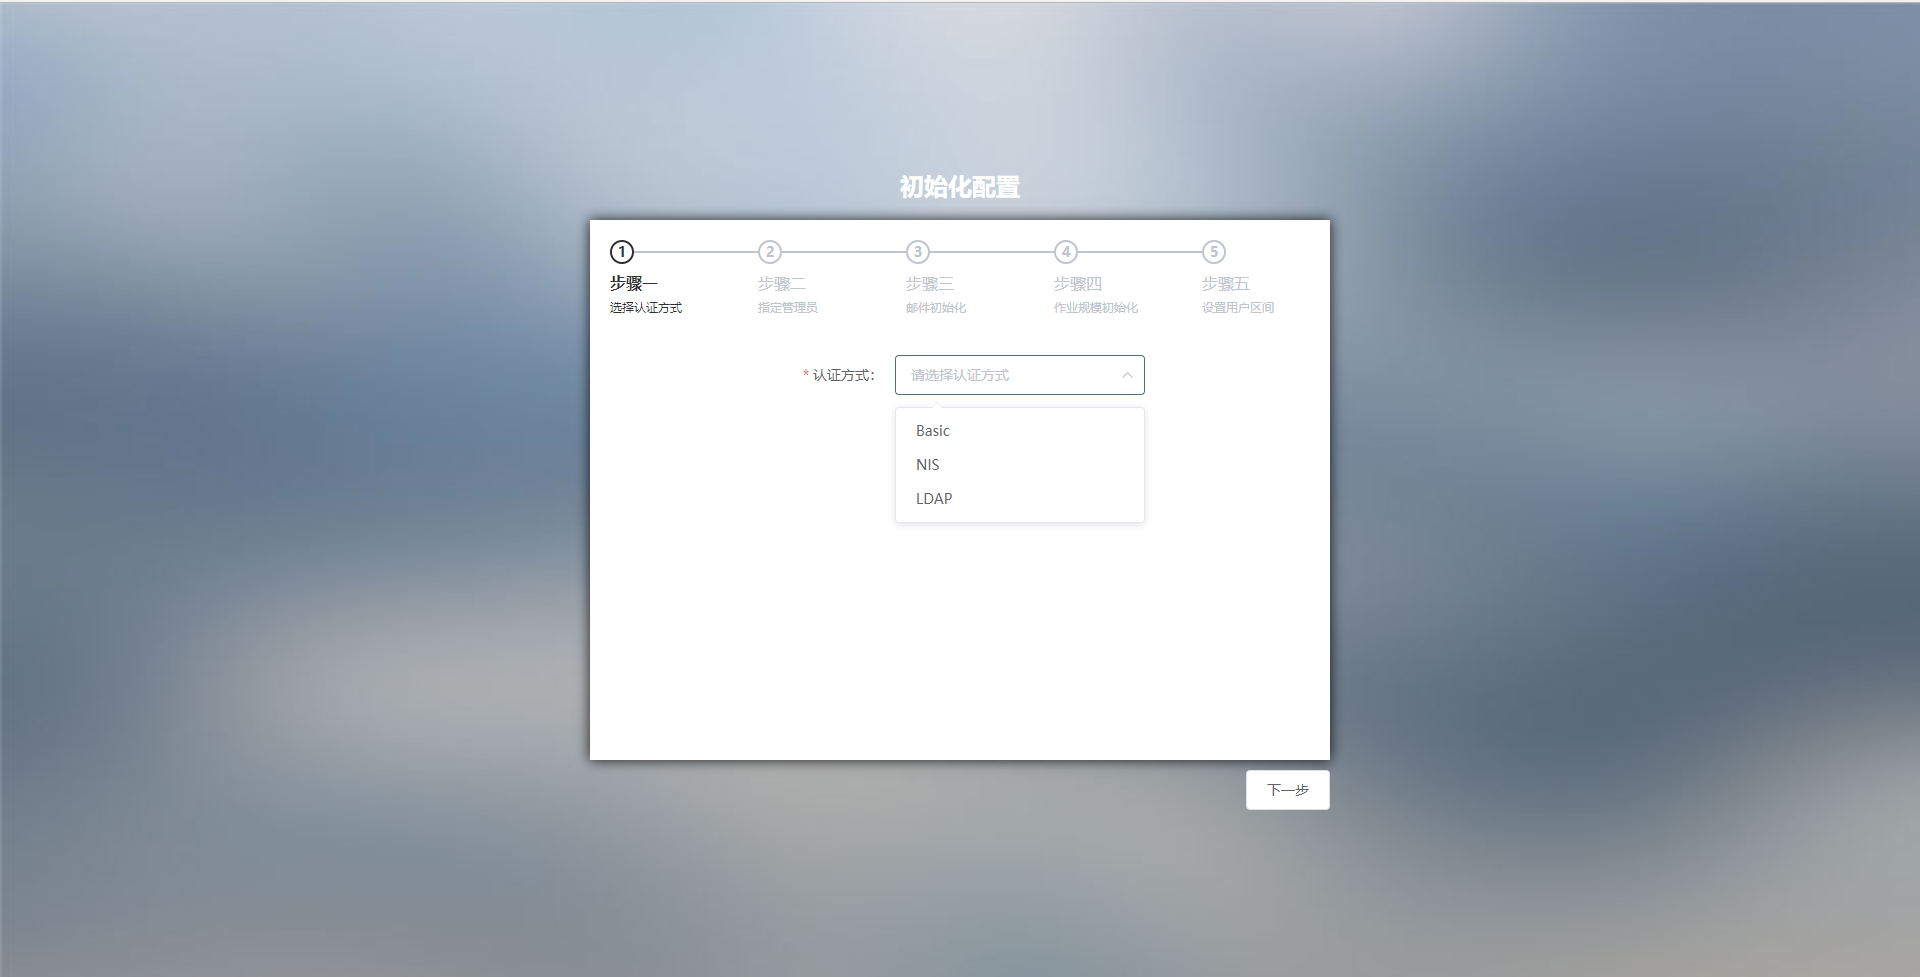 初始化配置
1 2 3 4 5
步骤一 步骤二 步骤三 步骤四 步骤五
选择认证方式 指定管理员 邮件初始化 作业规模初始化 设置用户区间
* 认证方式： 请选择认证方式
Basic
NIS
LDAP
下一步